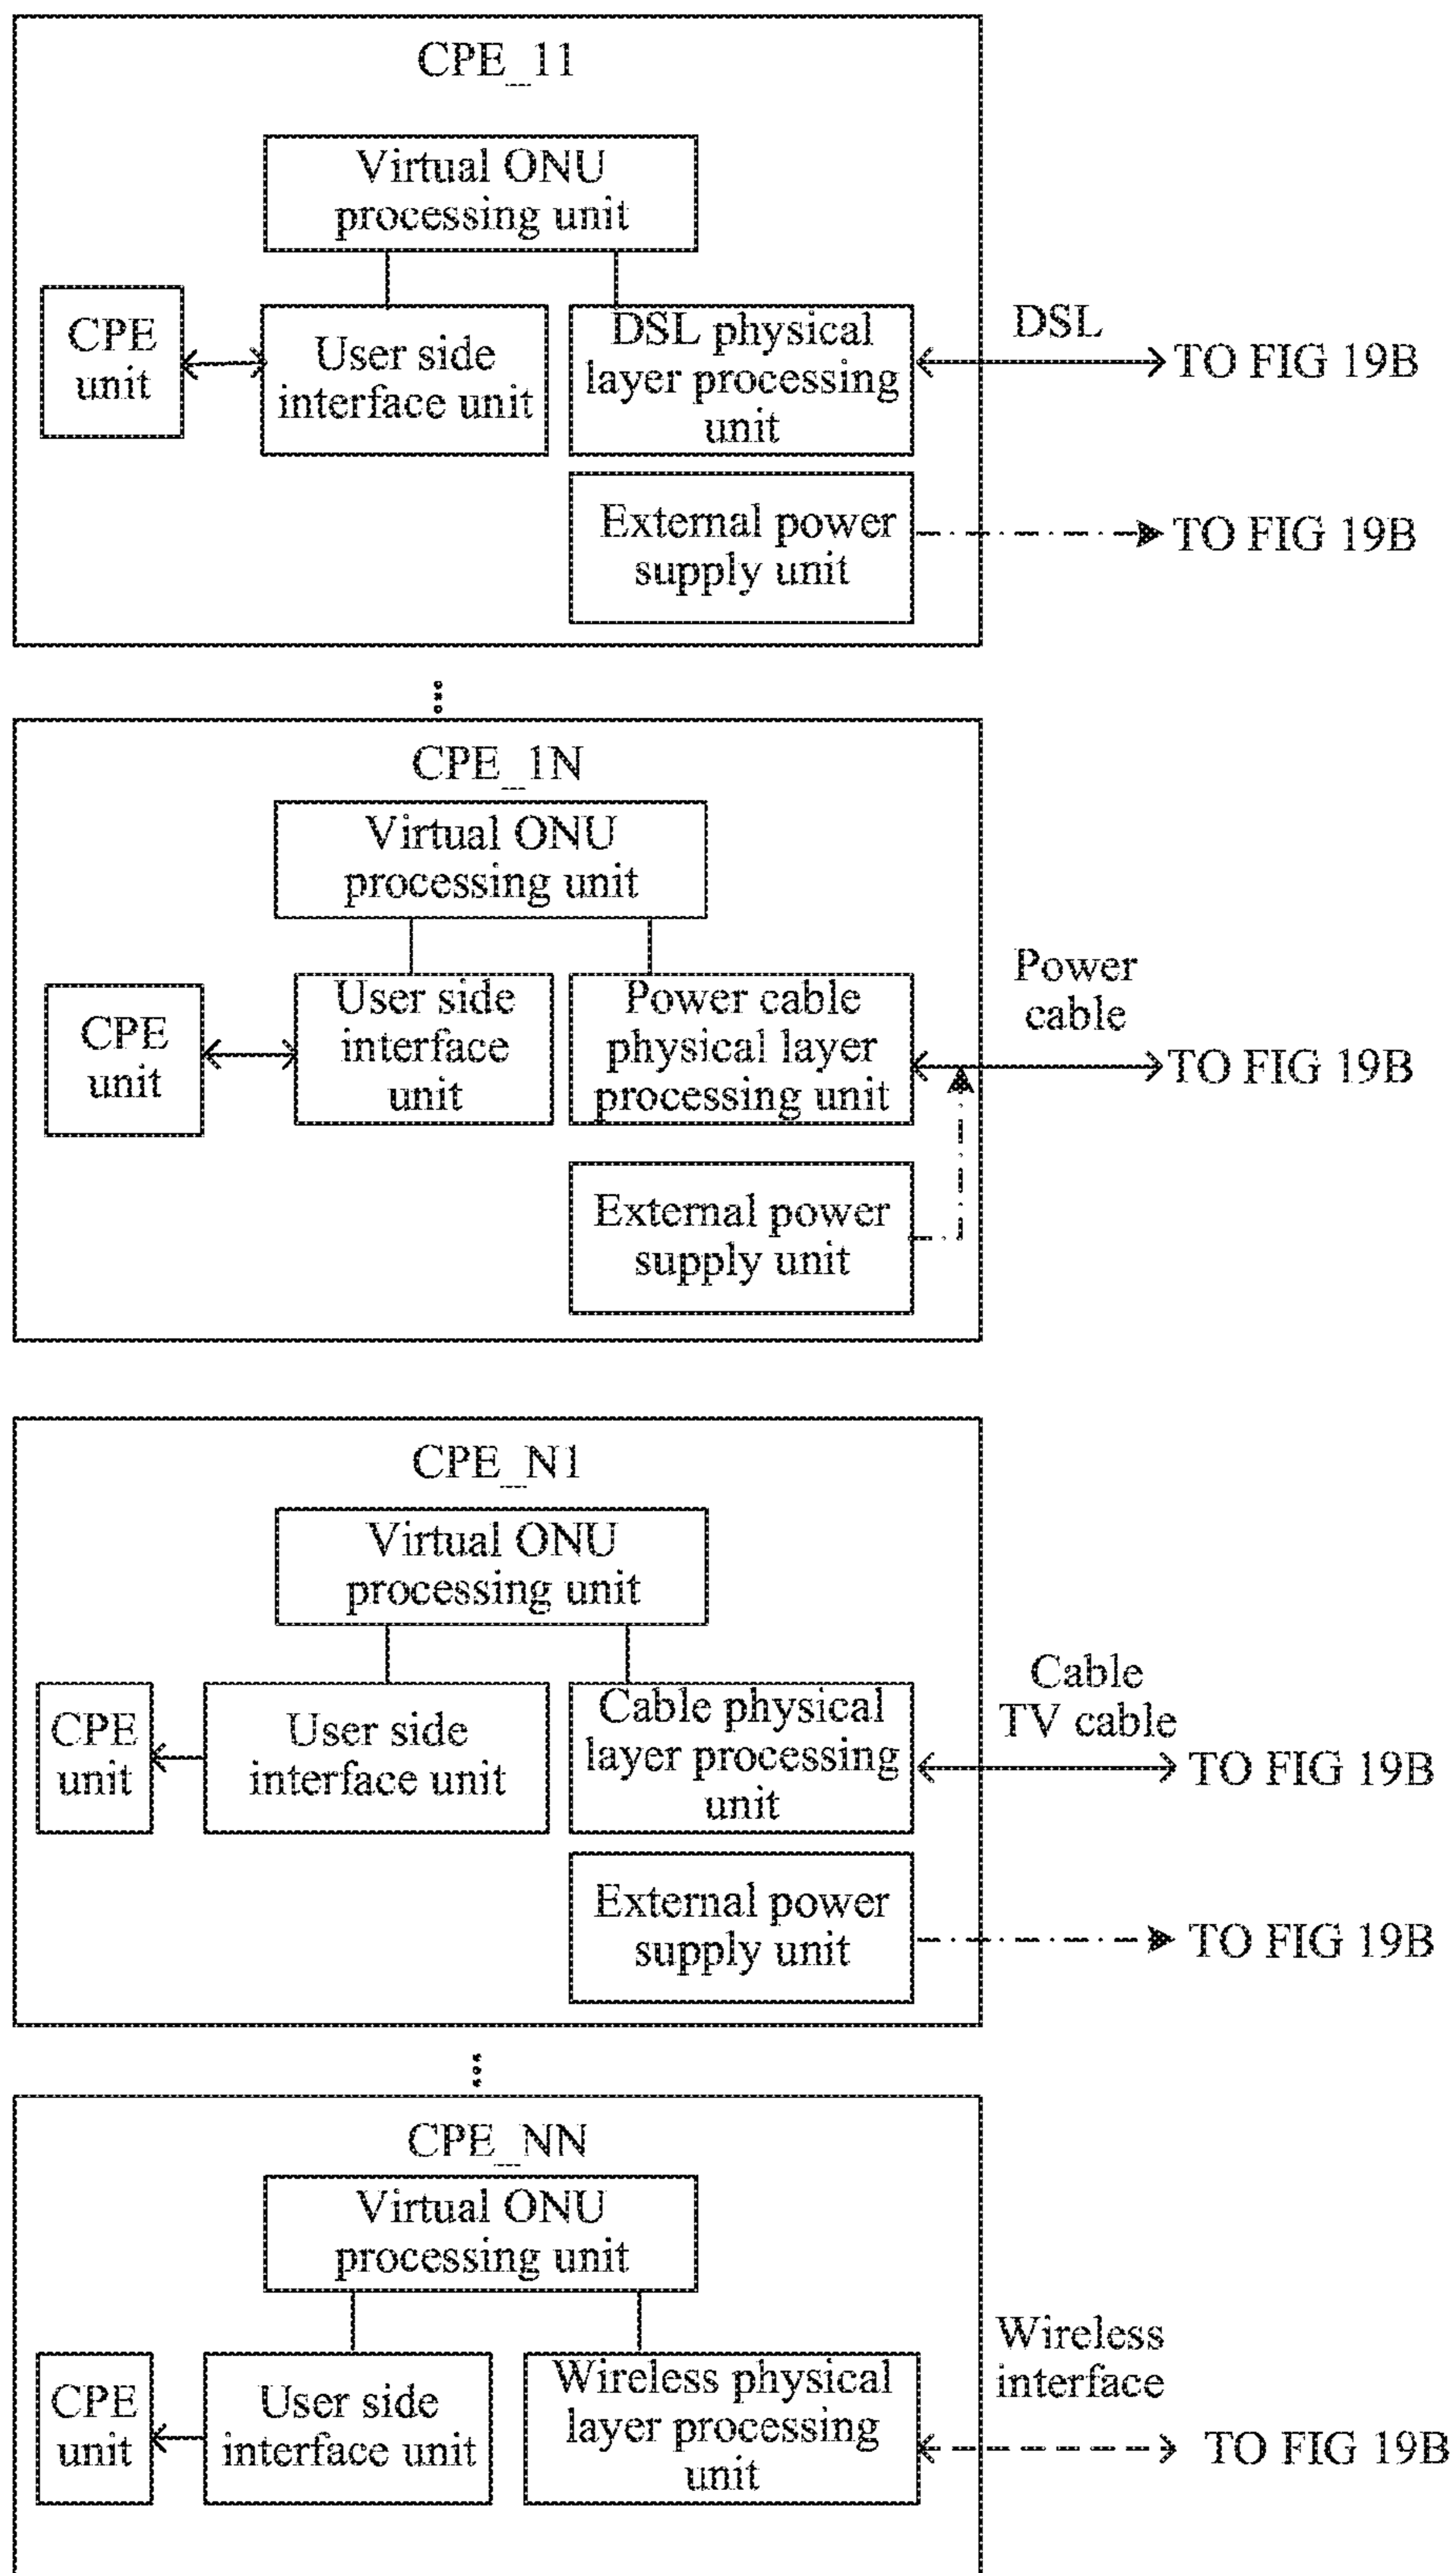 CPE_11
Virtual ONU
processing unit
CPE
unit
User side
interface unit
DSL physical
layer processing
unit
DSL
TO FIG 19B
External power
supply unit
TO FIG 19B
CPE_1N
Virtual ONU
processing unit
CPE
unit
User side
interface
unit
Power cable
physical layer
processing unit
Power
cable
TO FIG 19B
External power
supply unit
CPE_N1
Virtual ONU
processing unit
CPE
unit
User side
interface unit
Cable physical
layer processing
unit
Cable
TV cable
TO FIG 19B
External power
supply unit
TO FIG 19B
CPE_NN
Virtual ONU
processing unit
CPE
unit
User side
interface unit
Wireless physical
layer processing
unit
Wireless
interface
TO FIG 19B